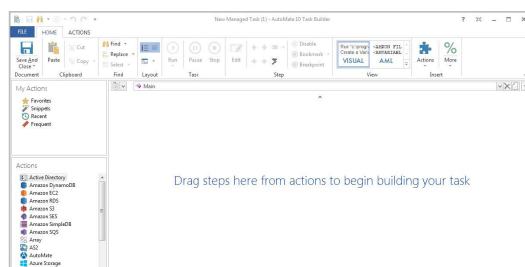 New Managed Task (1) - AutoMate 10 Task Builder
FILE HOME ACTIONS
Save And Close
Paste
Cut
Copy
Find
Replace
Select
Run
Pause
Stop
Edit
Disable
Bookmark
Breakpoint
VISUAL
AML
Actions
More
Document Clipboard Find Layout Task Step View Insert
My Actions
Main
Favorites
Snippets
Recent
Frequent
Drag steps here from actions to begin building your task
Actions
Active Directory
Amazon DynamoDB
Amazon EC2
Amazon RDS
Amazon S3
Amazon SES
Amazon SimpleDB
Amazon SQS
Array
AS2
AutoMate
Azure Storage